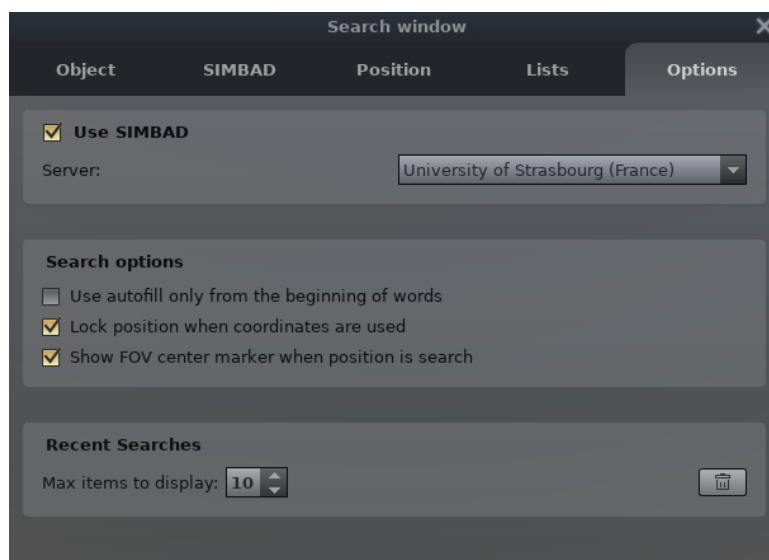 Search window
Object SIMBAD Position Lists Options
Use SIMBAD
Server: University of Strasbourg (France)
Search options
Use autofill only from the beginning of words
Lock position when coordinates are used
Show FOV center marker when position is search
Recent Searches
Max items to display: 10